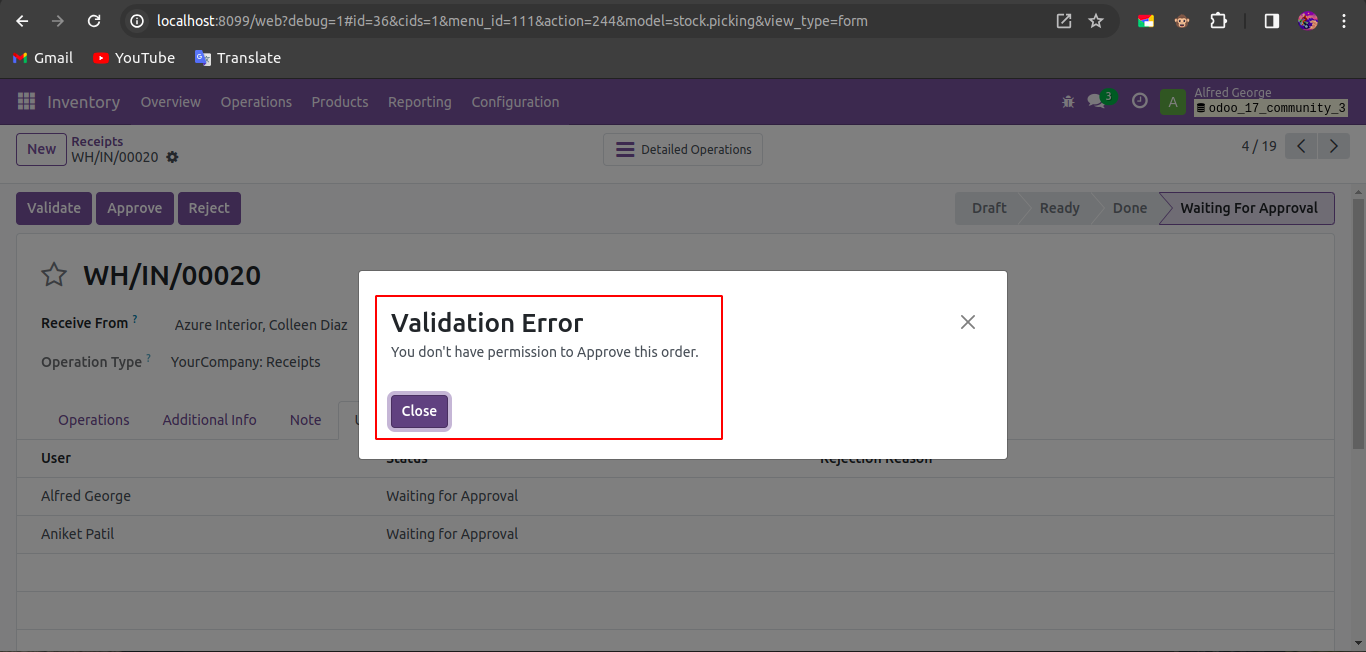 localhost:8099/web?debug=1#id=36&cids=1&menu_id=111&action=244&model=stock.picking&view_type=form
Gmail YouTube Translate
Inventory Overview Operations Products Reporting Configuration 3 A Alfred George
odoo_17_community_3
New Receipts
WH/IN/00020 Detailed Operations 4 / 19
Validate Approve Reject Draft Ready Done Waiting For Approval
WH/IN/00020
Receive From ? Azure Interior, Colleen Diaz
Operation Type ? YourCompany: Receipts
Validation Error
You don't have permission to Approve this order.
Close
Operations Additional Info Note
User Status Rejection Reason
Alfred George Waiting for Approval
Aniket Patil Waiting for Approval